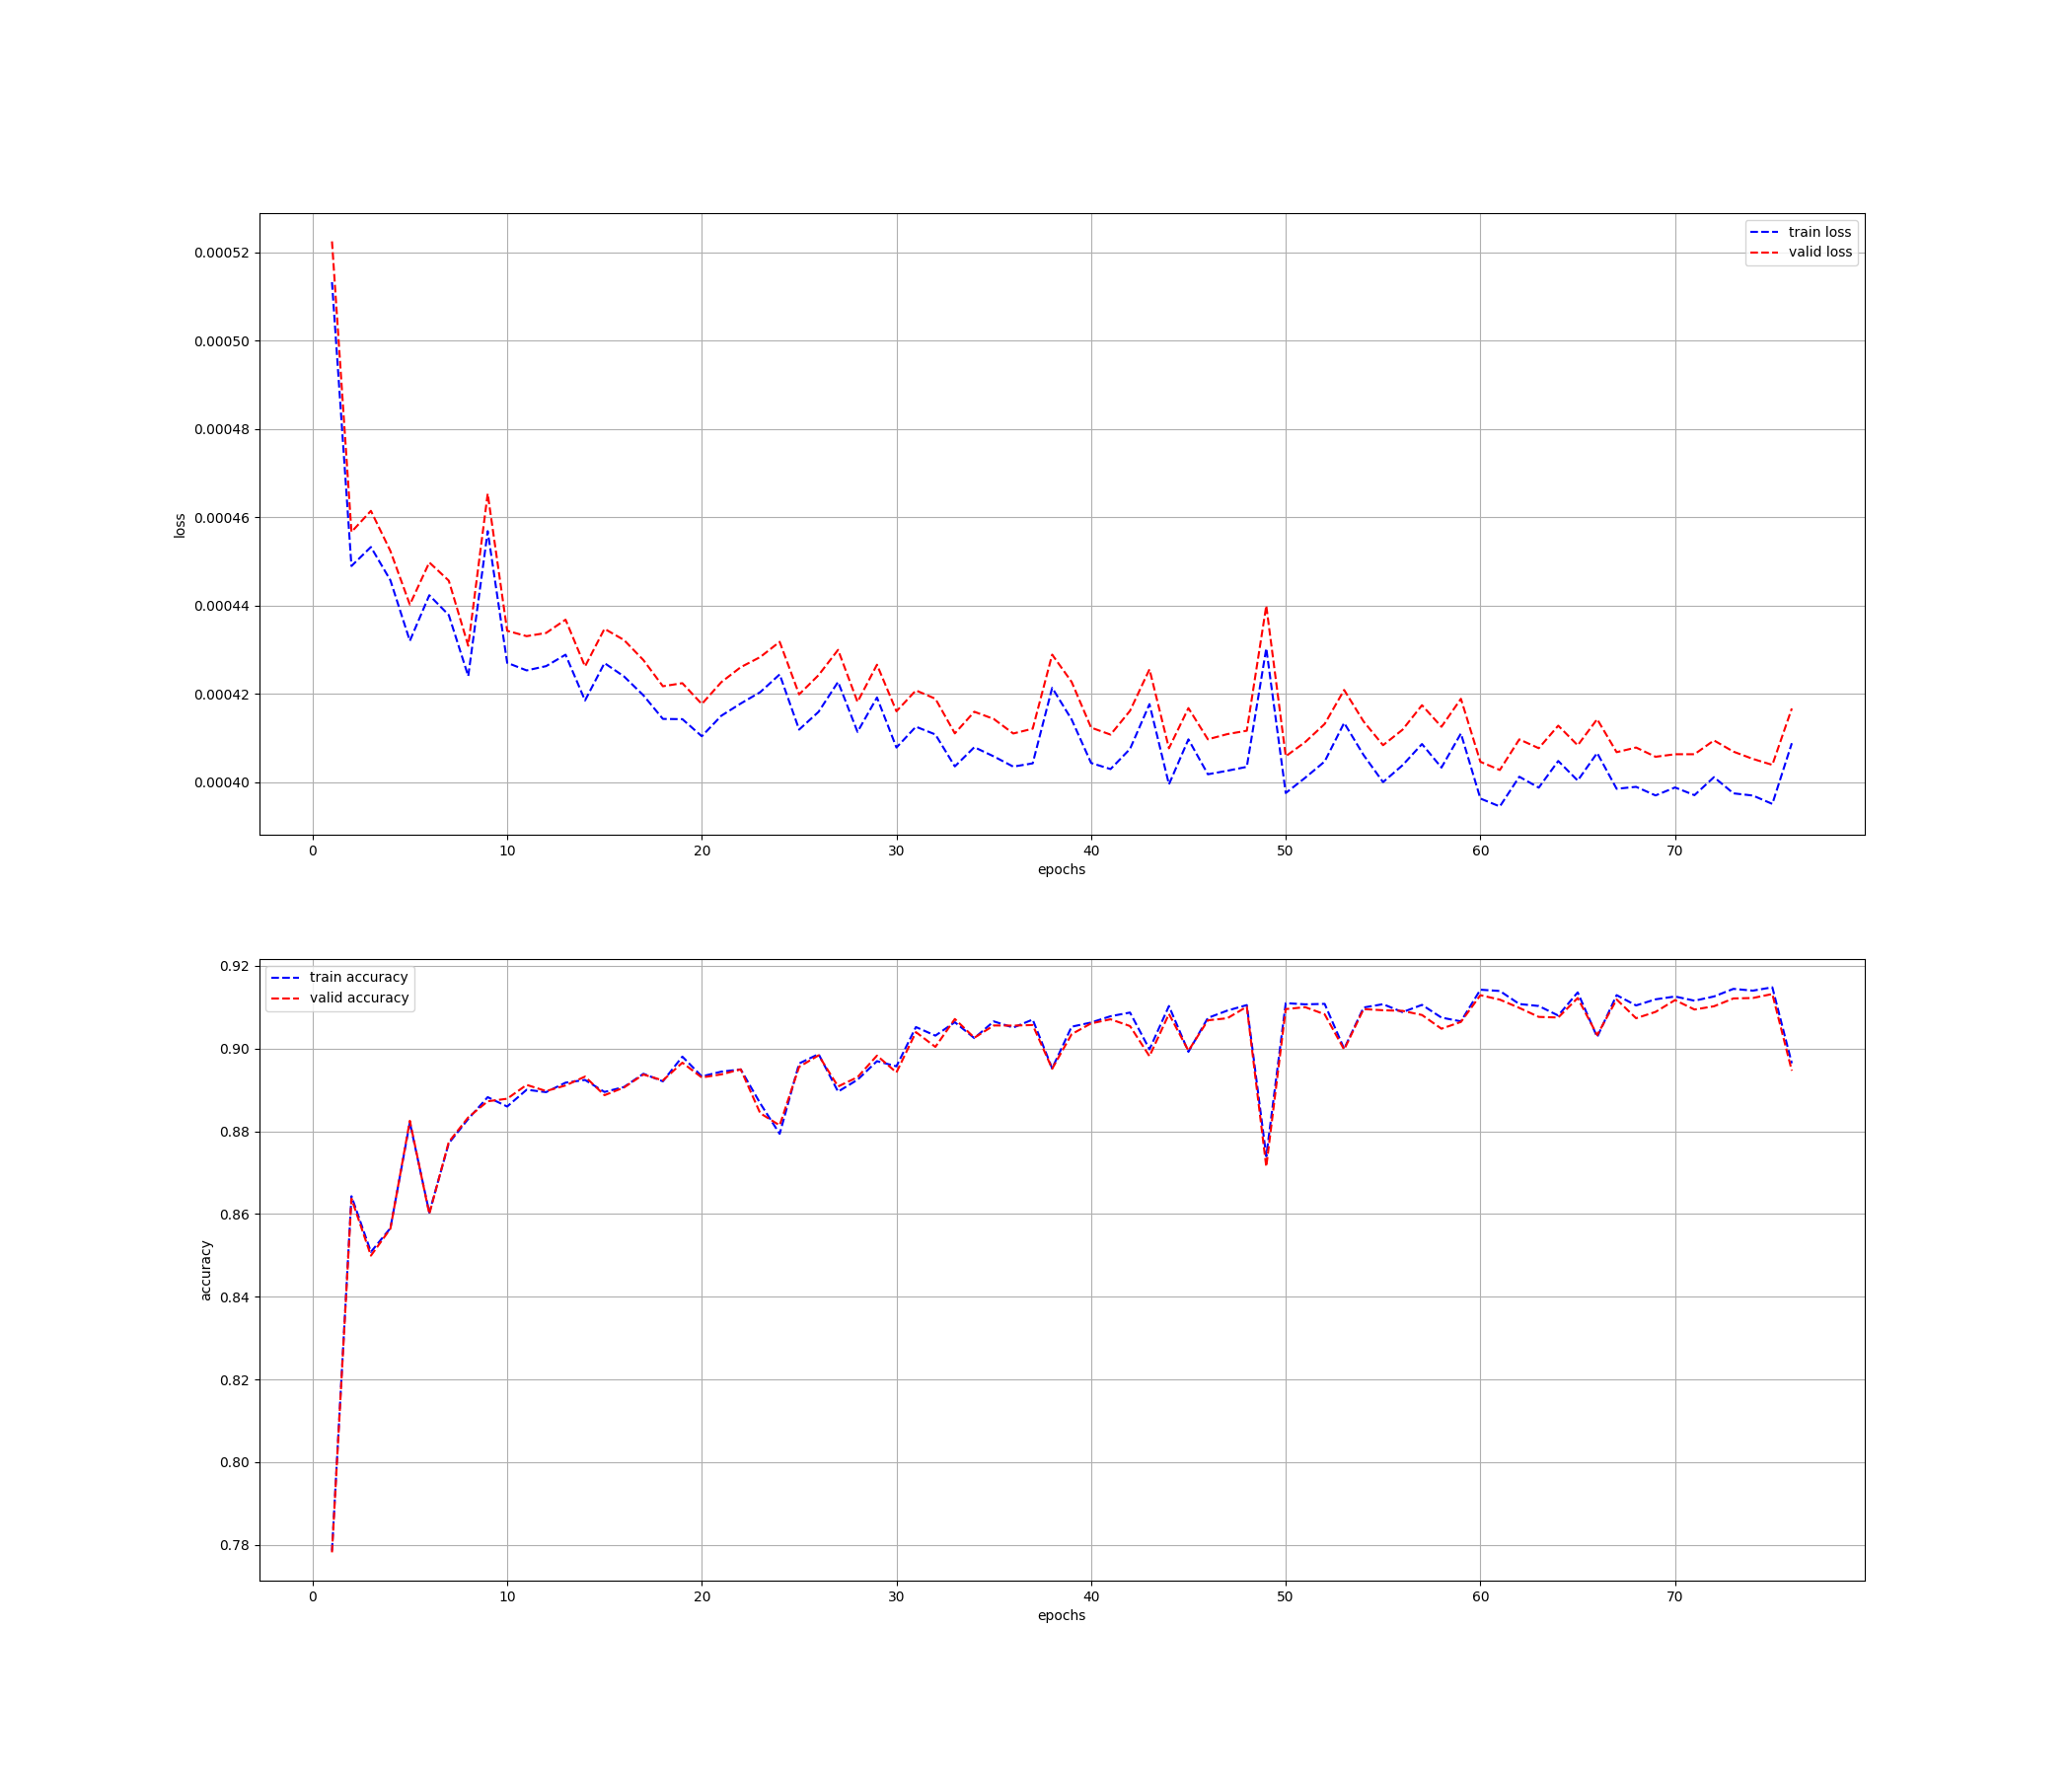 train loss
valid loss
0.00052
0.00050
0.00048
0.00046
0.00044
0.00042
0.00040
loss
0 10 20 30 40 50 60 70
epochs
train accuracy
valid accuracy
0.92
0.90
0.88
0.86
0.84
0.82
0.80
0.78
accuracy
0 10 20 30 40 50 60 70
epochs